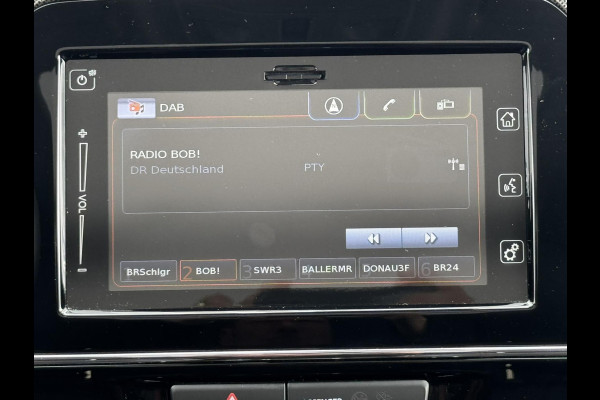 DAB
RADIO BOB!
DR Deutschland PTY
VOL
BRSchlgr 2 BOB! 3 SWR3 BALLERMR DONAU3F 6 BR24